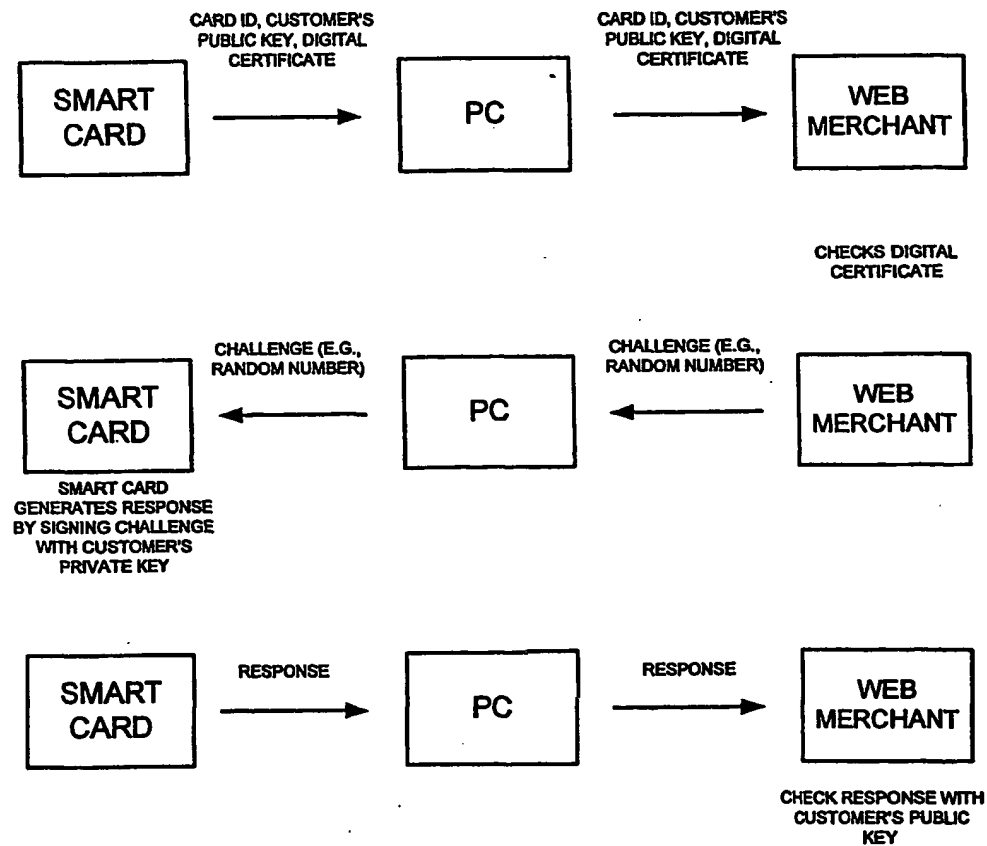 CARD ID, CUSTOMER'S
PUBLIC KEY, DIGITAL
CERTIFICATE
CARD ID, CUSTOMER'S
PUBLIC KEY, DIGITAL
CERTIFICATE
SMART
CARD
PC
WEB
MERCHANT
CHECKS DIGITAL
CERTIFICATE
CHALLENGE (E.G.,
RANDOM NUMBER)
CHALLENGE (E.G.,
RANDOM NUMBER)
SMART
CARD
PC
WEB
MERCHANT
SMART CARD
GENERATES RESPONSE
BY SIGNING CHALLENGE
WITH CUSTOMER'S
PRIVATE KEY
RESPONSE
RESPONSE
SMART
CARD
PC
WEB
MERCHANT
CHECK RESPONSE WITH
CUSTOMER'S PUBLIC
KEY